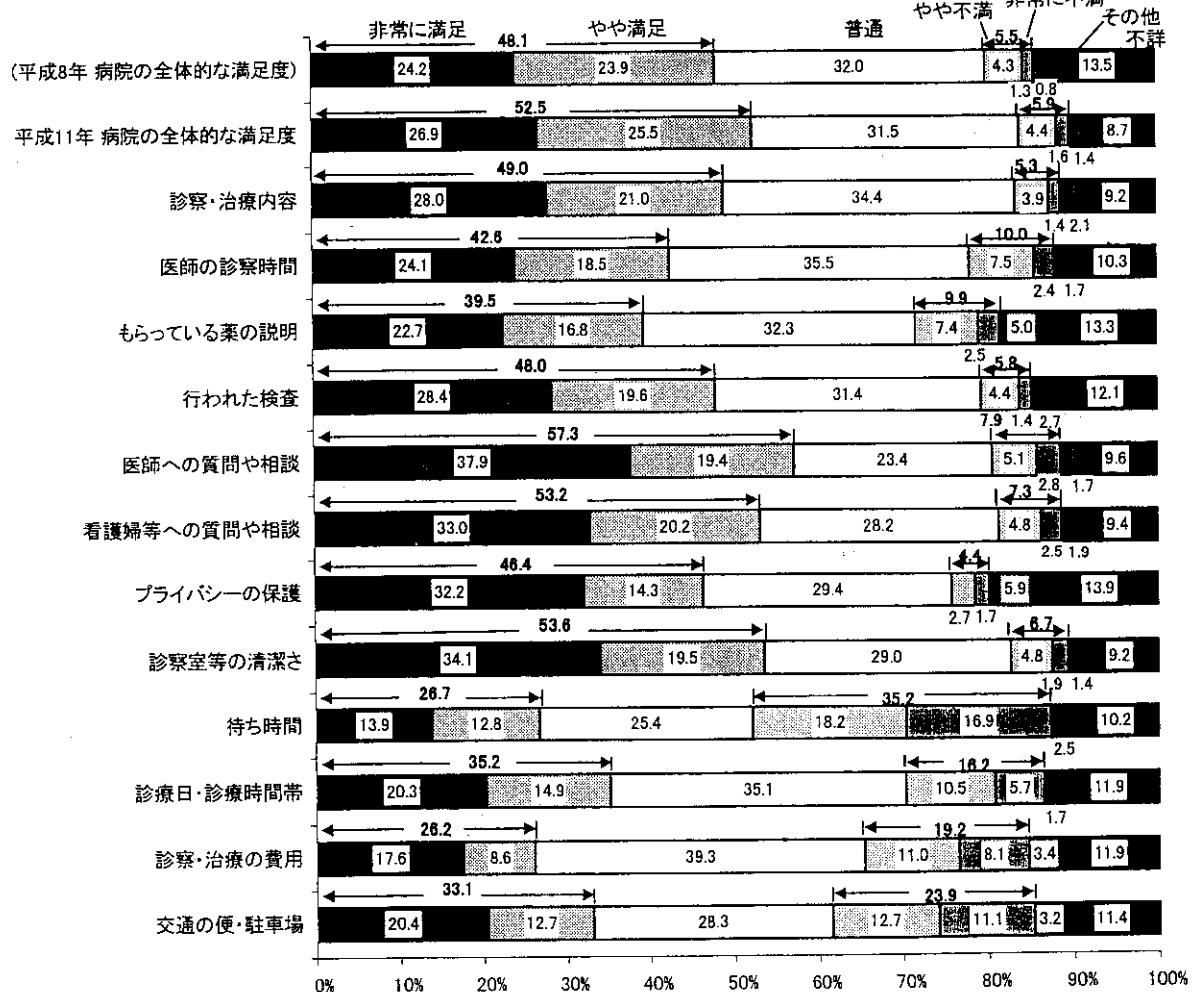 非常に満足 やや満足 普通 やや不満 非常に不満 その他
不詳
48.1 5.5
(平成8年 病院の全体的な満足度) 24.2 23.9 32.0 4.3 13.5
1.3 0.8
52.5 5.9
平成11年 病院の全体的な満足度 26.9 25.5 31.5 4.4 8.7
1.6 1.4
49.0 5.3
診察・治療内容 28.0 21.0 34.4 3.9 9.2
1.4 2.1
42.6 10.0
医師の診察時間 24.1 18.5 35.5 7.5 10.3
2.4 1.7
39.5 9.9
もらっている薬の説明 22.7 16.8 32.3 7.4 5.0 13.3
2.5
48.0 5.8
行われた検査 28.4 19.6 31.4 4.4 12.1
1.4 2.7
57.3 7.9
医師への質問や相談 37.9 19.4 23.4 5.1 9.6
2.8 1.7
53.2 7.3
看護婦等への質問や相談 33.0 20.2 28.2 4.8 9.4
2.5 1.9
46.4 4.4
プライバシーの保護 32.2 14.3 29.4 5.9 13.9
2.7 1.7
53.6 6.7
診察室等の清潔さ 34.1 19.5 29.0 4.8 9.2
1.9 1.4
26.7 35.2
待ち時間 13.9 12.8 25.4 18.2 16.9 10.2
2.5
35.2 16.2
診療日・診療時間帯 20.3 14.9 35.1 10.5 5.7 11.9
1.7
26.2 19.2
診察・治療の費用 17.6 8.6 39.3 11.0 8.1 3.4 11.9
33.1 23.9
交通の便・駐車場 20.4 12.7 28.3 12.7 11.1 3.2 11.4
0% 10% 20% 30% 40% 50% 60% 70% 80% 90% 100%